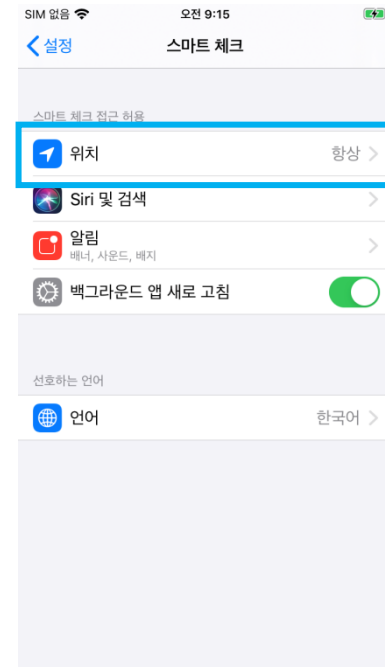 SIM 없음 오전 9:15
설정 스마트 체크
스마트 체크 접근 허용
위치 항상
Siri 및 검색
알림
배너, 사운드, 배지
백그라운드 앱 새로 고침
선호하는 언어
언어 한국어